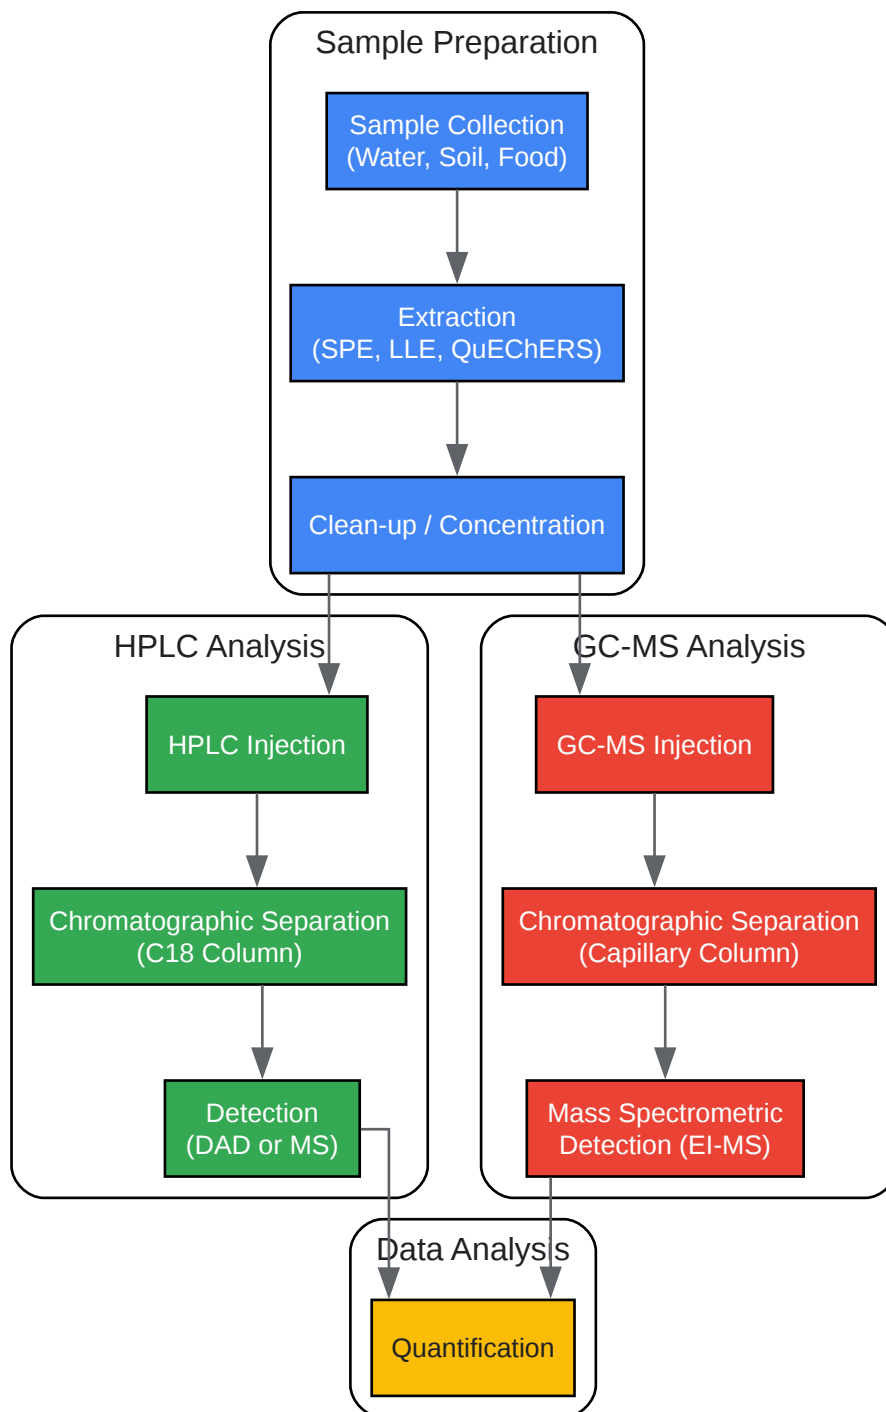 Sample Preparation
Sample Collection
(Water, Soil, Food)
Extraction
(SPE, LLE, QuEChERS)
Clean-up / Concentration
HPLC Analysis
HPLC Injection
Chromatographic Separation
(C18 Column)
Detection
(DAD or MS)
GC-MS Analysis
GC-MS Injection
Chromatographic Separation
(Capillary Column)
Mass Spectrometric
Detection (EI-MS)
Data Analysis
Quantification